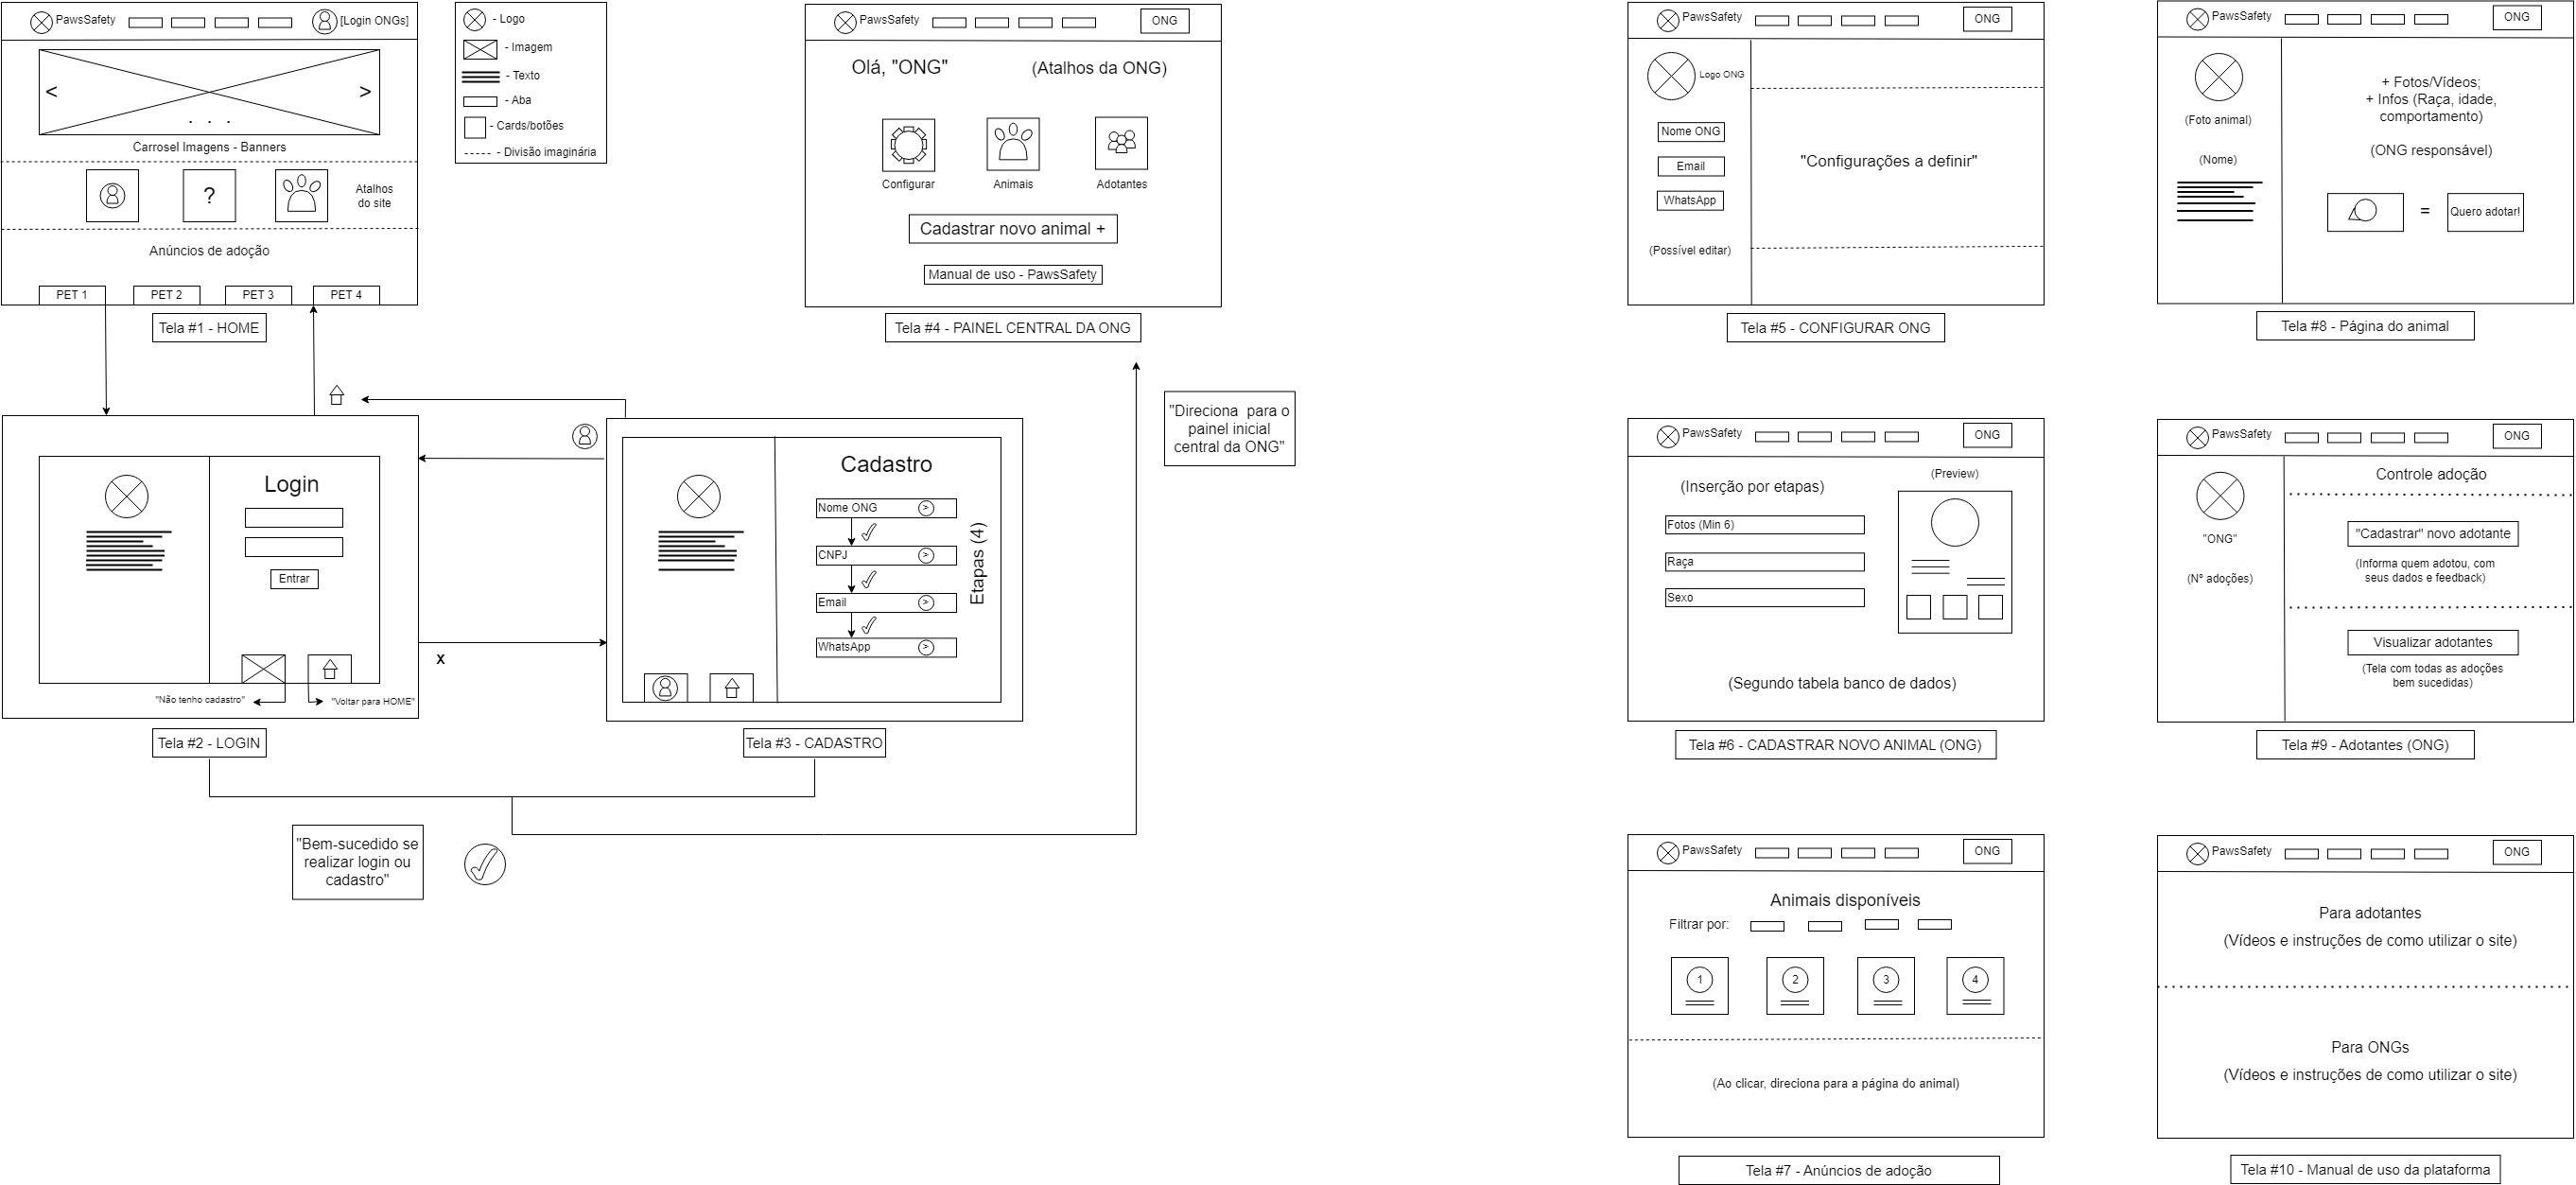 PawsSafety
[Login ONGs]
<
>
. . .
Carrosel Imagens - Banners
?
Atalhos
do site
Anúncios de adoção
PET 1
PET 2
PET 3
PET 4
Tela #1 - HOME
- Logo
- Imagem
- Texto
- Aba
- Cards/botões
- Divisão imaginária
PawsSafety
ONG
Olá, "ONG"
(Atalhos da ONG)
Configurar
Animais
Adotantes
Cadastrar novo animal +
Manual de uso - PawsSafety
Tela #4 - PAINEL CENTRAL DA ONG
"Direciona para o
painel inicial
central da ONG"
Login
Entrar
"Não tenho cadastro"
"Voltar para HOME"
Tela #2 - LOGIN
X
Cadastro
Nome ONG
>
CNPJ
>
Email
>
WhatsApp
>
Etapas (4)
Tela #3 - CADASTRO
"Bem-sucedido se
realizar login ou
cadastro"
PawsSafety
ONG
Logo ONG
Nome ONG
Email
WhatsApp
(Possível editar)
"Configurações a definir"
Tela #5 - CONFIGURAR ONG
PawsSafety
ONG
(Foto animal)
(Nome)
+ Fotos/Vídeos;
+ Infos (Raça, idade,
comportamento)
(ONG responsável)
=
Quero adotar!
Tela #8 - Página do animal
PawsSafety
ONG
(Inserção por etapas)
(Preview)
Fotos (Min 6)
Raça
Sexo
(Segundo tabela banco de dados)
Tela #6 - CADASTRAR NOVO ANIMAL (ONG)
PawsSafety
ONG
"ONG"
(Nº adoções)
Controle adoção
"Cadastrar" novo adotante
(Informa quem adotou, com
seus dados e feedback)
Visualizar adotantes
(Tela com todas as adoções
bem sucedidas)
Tela #9 - Adotantes (ONG)
PawsSafety
ONG
Animais disponíveis
Filtrar por:
1
2
3
4
(Ao clicar, direciona para a página do animal)
Tela #7 - Anúncios de adoção
PawsSafety
ONG
Para adotantes
(Vídeos e instruções de como utilizar o site)
Para ONGs
(Vídeos e instruções de como utilizar o site)
Tela #10 - Manual de uso da plataforma